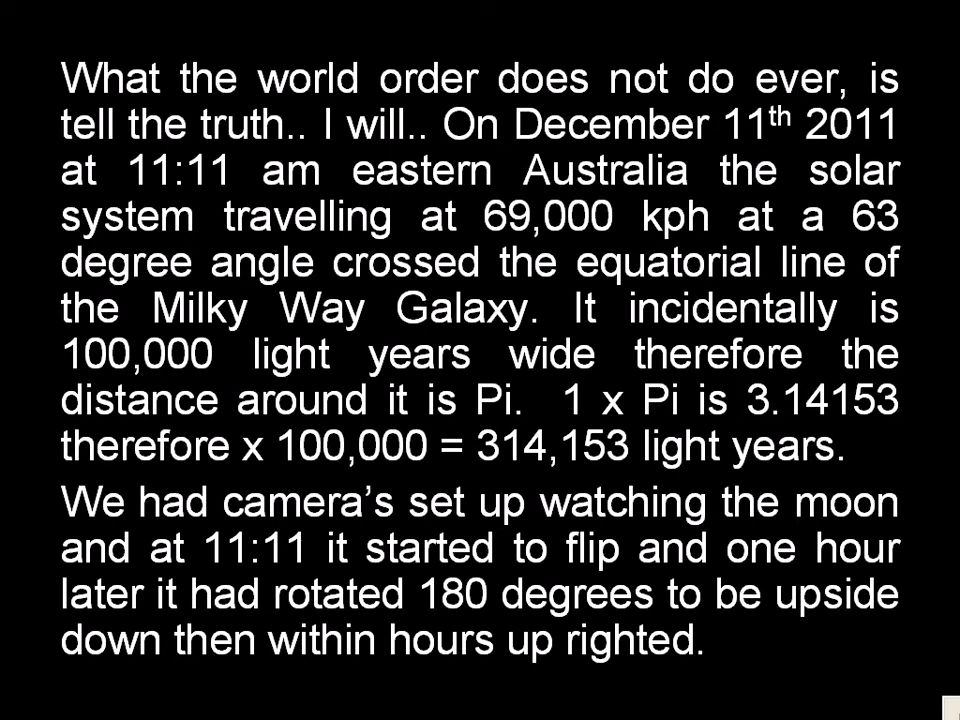 What the world order does not do ever, is
tell the truth.. I will.. On December 11th 2011
at 11:11 am eastern Australia the solar
system travelling at 69,000 kph at a 63
degree angle crossed the equatorial line of
the Milky Way Galaxy. It incidentally is
100,000 light years wide therefore the
distance around it is Pi. 1 x Pi is 3.14153
therefore x 100,000 = 314,153 light years.
We had camera's set up watching the moon
and at 11:11 it started to flip and one hour
later it had rotated 180 degrees to be upside
down then within hours up righted.